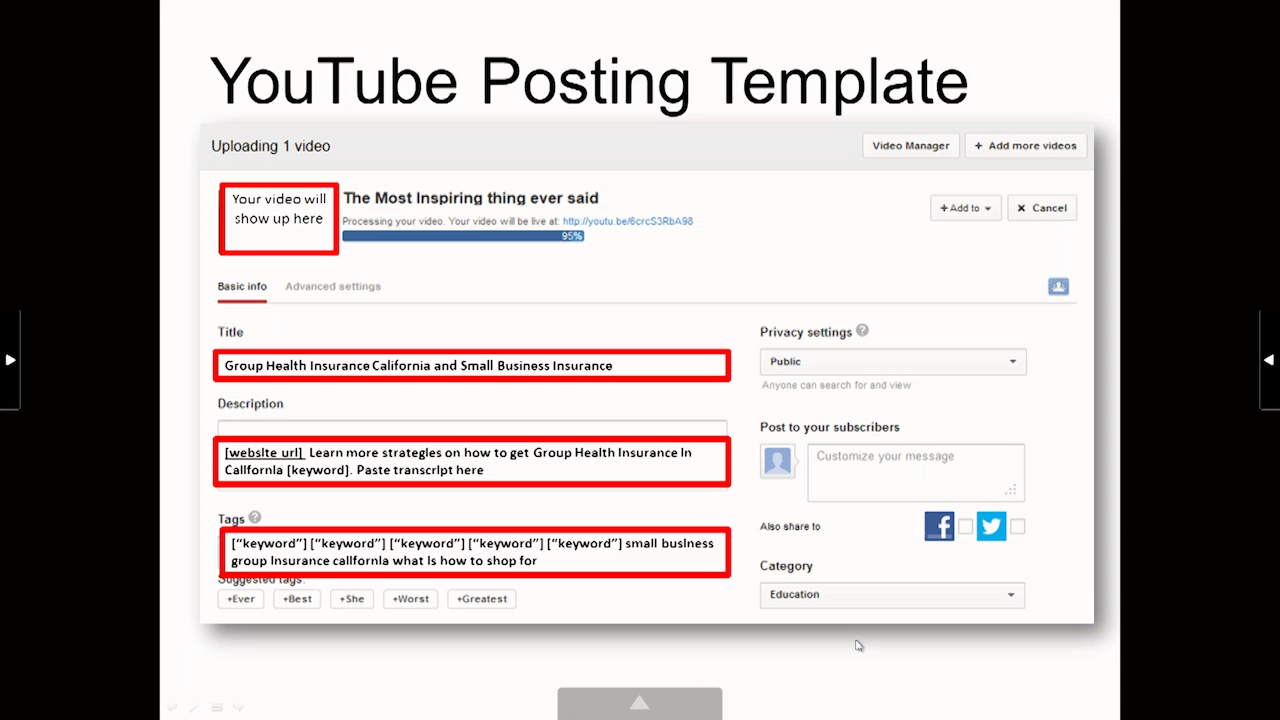 YouTube Posting Template
Uploading 1 video
Video Manager
+ Add more videos
Your video will
show up here
The Most Inspiring thing ever said
Processing your video. Your video will be live at: http://youtu.be/6crcS3RbA98
95%
+ Add to
× Cancel
Basic info
Advanced settings
Title
Group Health Insurance California and Small Business Insurance
Description
[website url] Learn more strategies on how to get Group Health Insurance In
California [keyword]. Paste transcript here
Tags ?
["keyword"] ["keyword"] ["keyword"] ["keyword"] ["keyword"] small business
group Insurance california what is how to shop for
Suggested tags:
+Ever
+Best
+She
+Worst
+Greatest
Privacy settings ?
Public
Anyone can search for and view
Post to your subscribers
Customize your message
Also share to
Category
Education